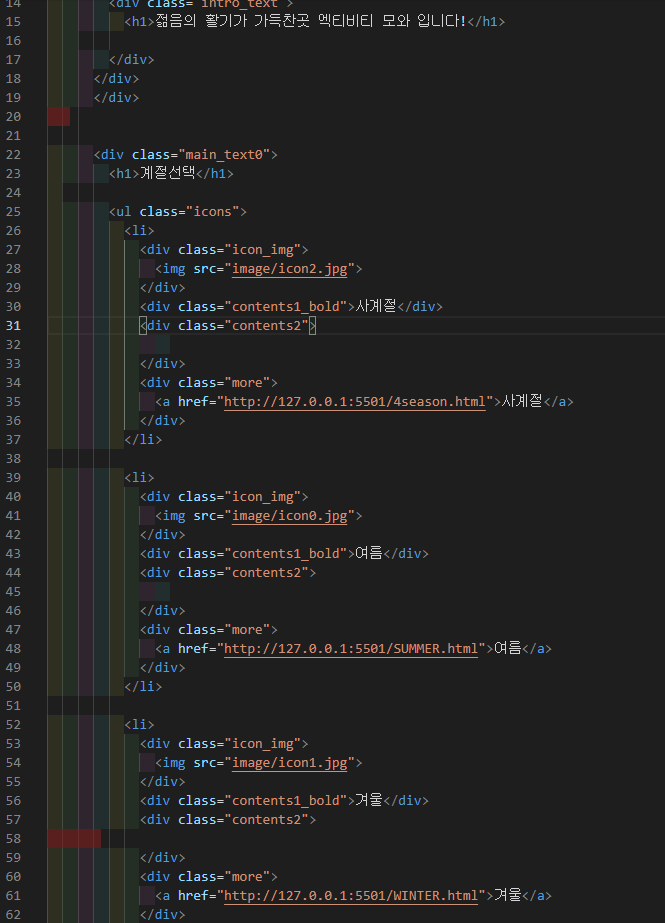 14 <div class="intro_text">
15 <h1>젊음의 활기가 가득찬곳 엑티비티 모와 입니다!</h1>
16
17 </div>
18 </div>
19 </div>
20
21
22 <div class="main_text0">
23 <h1>계절선택</h1>
24
25 <ul class="icons">
26 <li>
27 <div class="icon_img">
28 <img src="image/icon2.jpg">
29 </div>
30 <div class="contents1_bold">사계절</div>
31 <div class="contents2">
32
33 </div>
34 <div class="more">
35 <a href="http://127.0.0.1:5501/4season.html">사계절</a>
36 </div>
37 </li>
38
39 <li>
40 <div class="icon_img">
41 <img src="image/icon0.jpg">
42 </div>
43 <div class="contents1_bold">여름</div>
44 <div class="contents2">
45
46 </div>
47 <div class="more">
48 <a href="http://127.0.0.1:5501/SUMMER.html">여름</a>
49 </div>
50 </li>
51
52 <li>
53 <div class="icon_img">
54 <img src="image/icon1.jpg">
55 </div>
56 <div class="contents1_bold">겨울</div>
57 <div class="contents2">
58
59 </div>
60 <div class="more">
61 <a href="http://127.0.0.1:5501/WINTER.html">겨울</a>
62 </div>